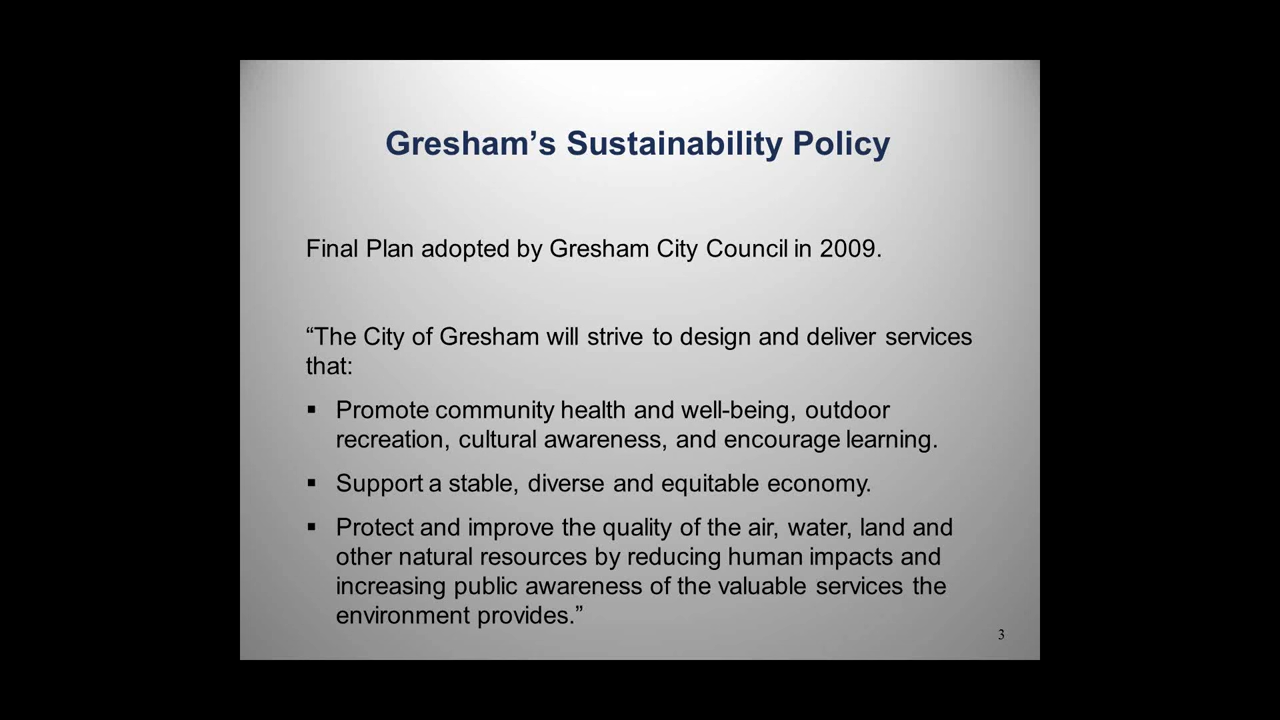 Gresham’s Sustainability Policy
Final Plan adopted by Gresham City Council in 2009.
“The City of Gresham will strive to design and deliver services
that:
▪ Promote community health and well-being, outdoor
recreation, cultural awareness, and encourage learning.
▪ Support a stable, diverse and equitable economy.
▪ Protect and improve the quality of the air, water, land and
other natural resources by reducing human impacts and
increasing public awareness of the valuable services the
environment provides.”
3